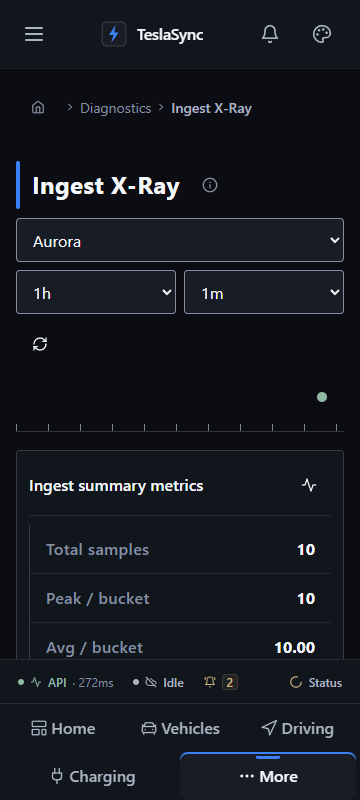 TeslaSync
Diagnostics Ingest X-Ray
Ingest X-Ray
Aurora
1h 1m
Ingest summary metrics
Total samples 10
Peak / bucket 10
Avg / bucket 10.00
API · 272ms Idle 2 Status
Home Vehicles Driving
Charging More